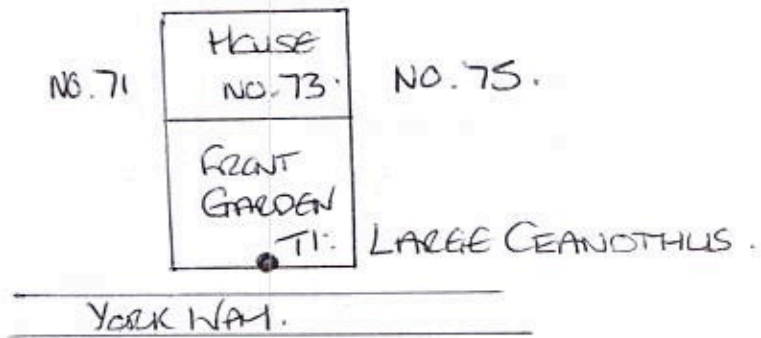 HOUSE
NO. 71
NO. 73.
NO. 75.
FRONT
GARDEN
T1: LARGE CEANOTHUS.
YORK WAY.